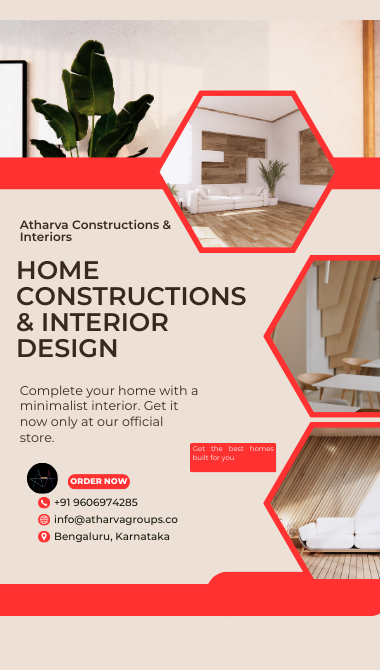 Atharva Constructions &
Interiors
HOME
CONSTRUCTIONS
& INTERIOR
DESIGN
Complete your home with a
minimalist interior. Get it
now only at our official
store.
Get the best homes
built for you
ORDER NOW
+91 9606974285
info@atharvagroups.co
Bengaluru, Karnataka